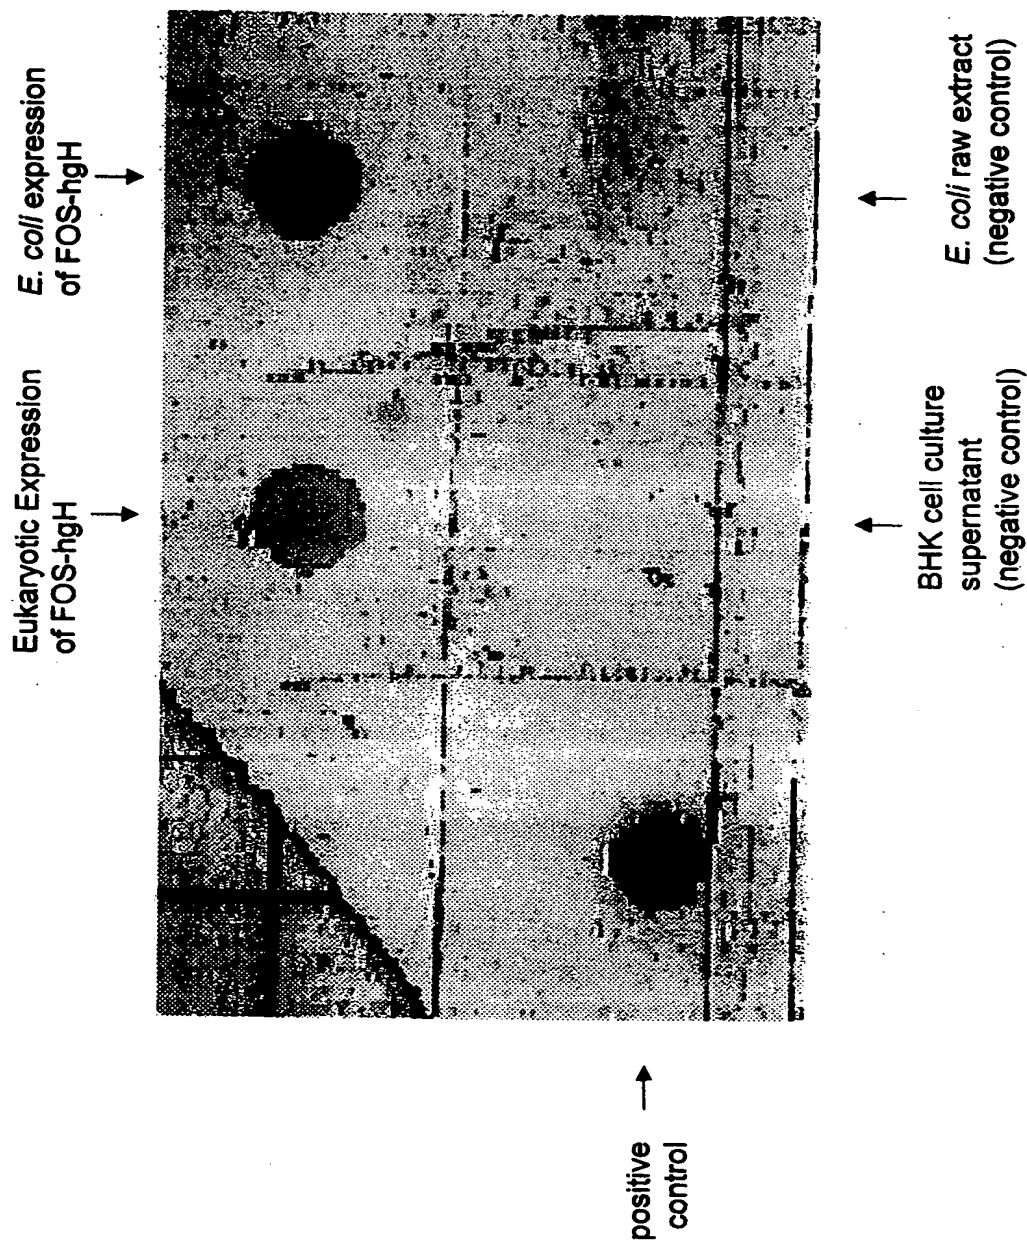 Eukaryotic Expression
of FOS-hgH
E. coli expression
of FOS-hgH
positive
control
BHK cell culture
supernatant
(negative control)
E. coli raw extract
(negative control)